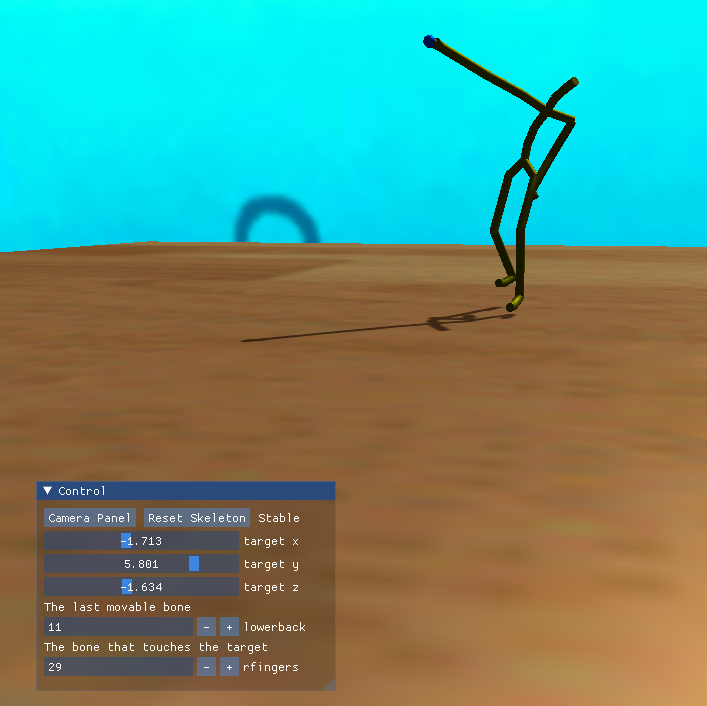 Control
Camera Panel Reset Skeleton Stable
-1.713 target x
5.801 target y
-1.634 target z
The last movable bone
11 - + lowerback
The bone that touches the target
29 - + rfingers